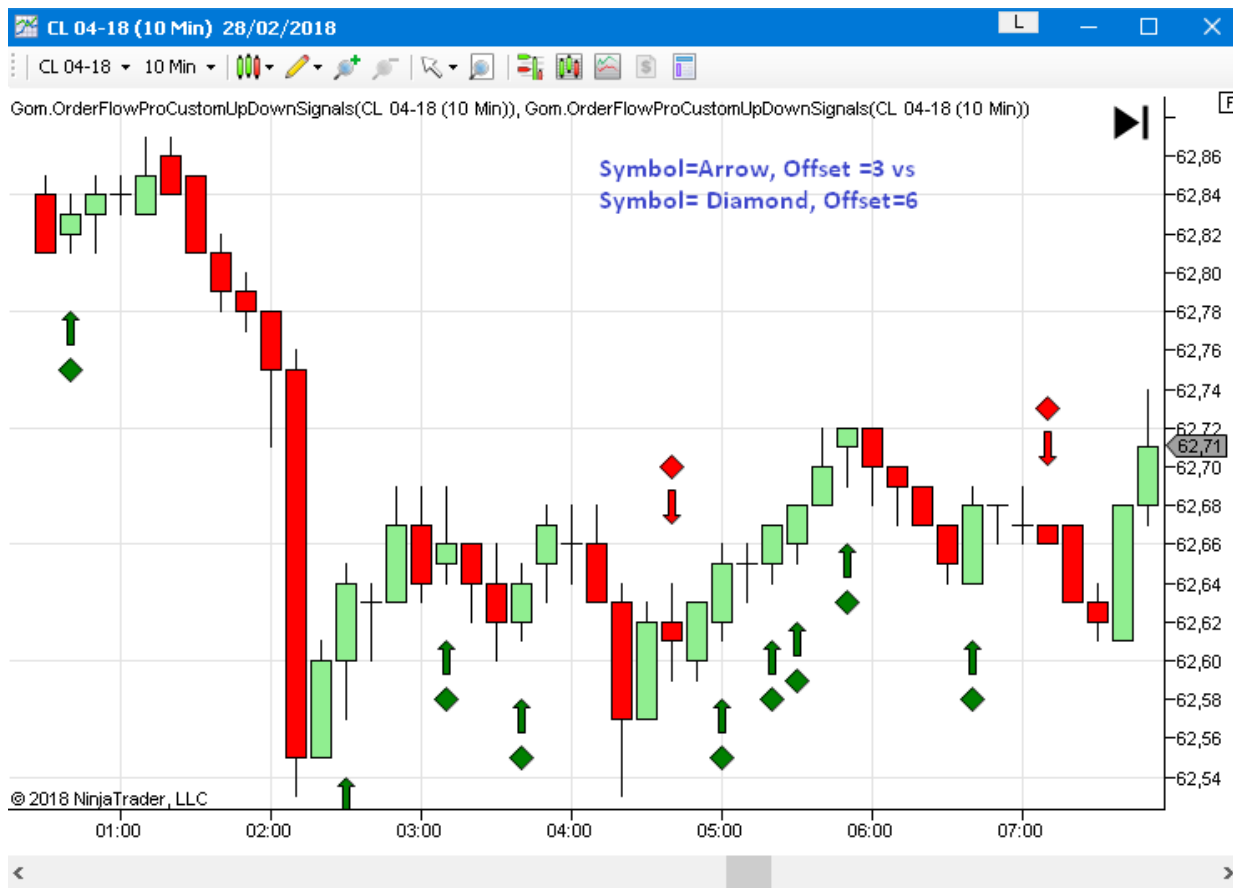 CL 04-18 (10 Min) 28/02/2018
L
CL 04-18 10 Min
$
Gom.OrderFlowProCustomUpDownSignals(CL 04-18 (10 Min)), Gom.OrderFlowProCustomUpDownSignals(CL 04-18 (10 Min))
F
Symbol=Arrow, Offset =3 vs
Symbol= Diamond, Offset=6
62,86
62,84
62,82
62,80
62,78
62,76
62,74
62,72
62,71
62,70
62,68
62,66
62,64
62,62
62,60
62,58
62,56
62,54
© 2018 NinjaTrader, LLC
01:00 02:00 03:00 04:00 05:00 06:00 07:00